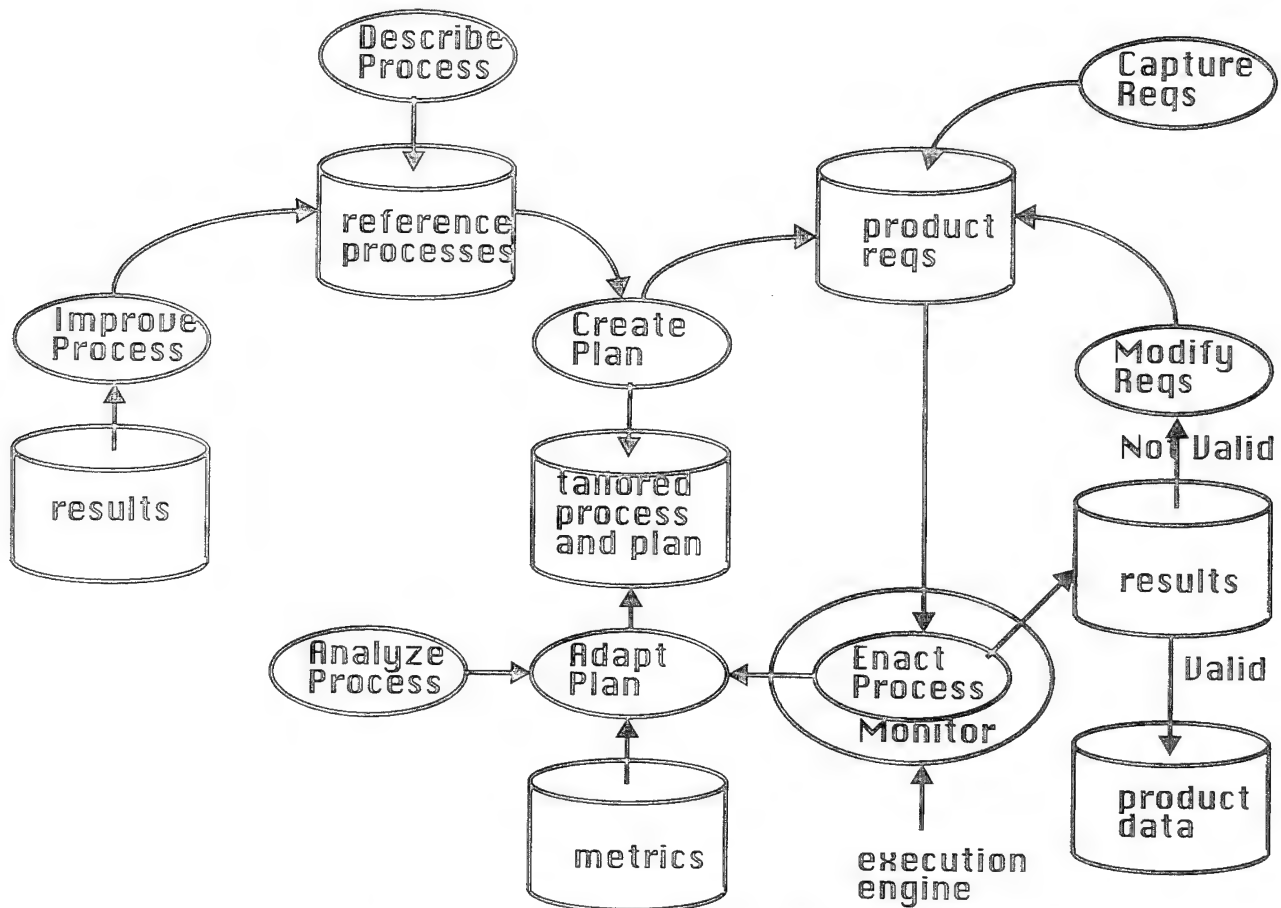 Describe
Process
Capture
Reqs
reference
processes
product
reqs
Improve
Process
Create
Plan
Modify
Reqs
Not Valid
results
tailored
process
and plan
results
Analyze
Process
Adapt
Plan
Enact
Process
Monitor
Valid
metrics
execution
engine
product
data